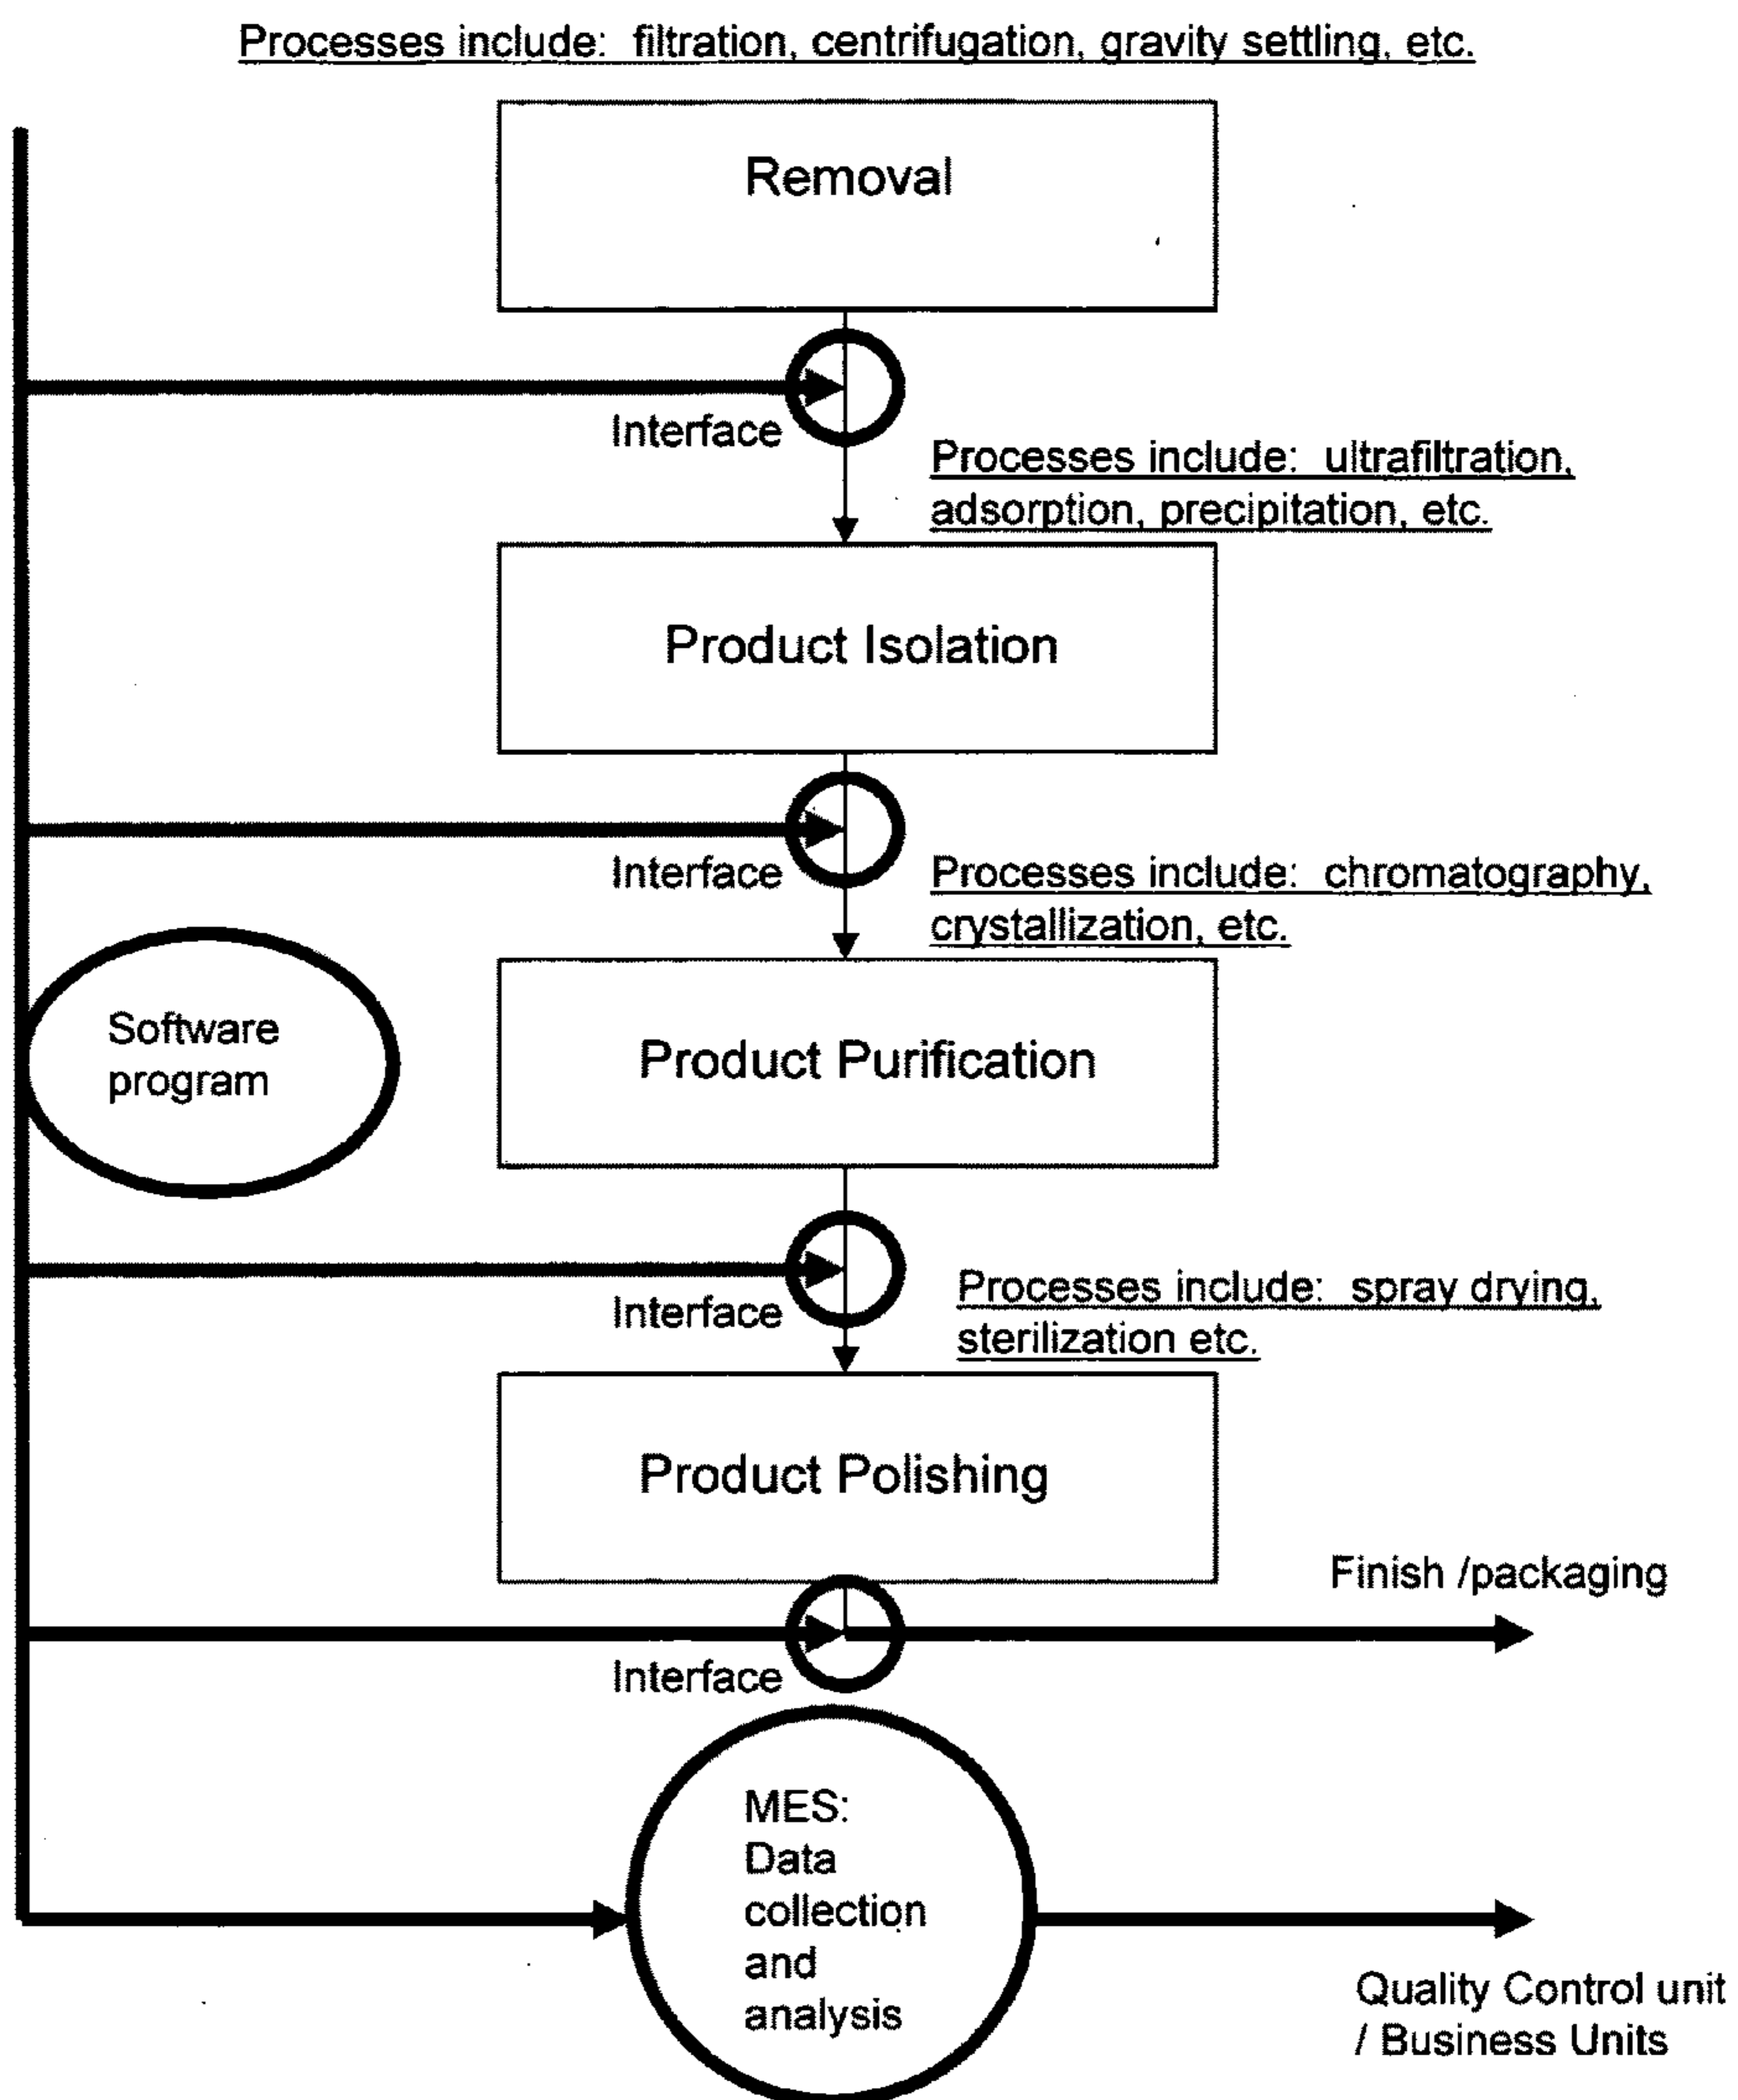 Processes include:  filtration, centrifugation, gravity settling, etc.
Removal
Interface
Processes include:  ultrafiltration,
adsorption, precipitation, etc.
Product Isolation
Interface
Processes include:  chromatography,
crystallization, etc.
Software
program
Product Purification
Interface
Processes include:  spray drying,
sterilization etc.
Product Polishing
Finish /packaging
Interface
MES:
Data
collection
and
analysis
Quality Control unit
/ Business Units